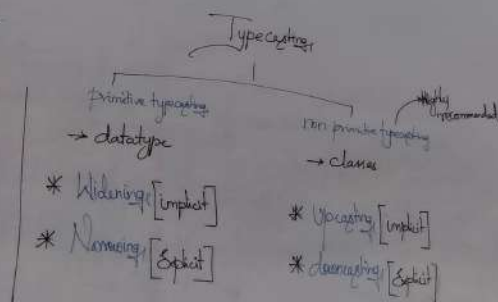 Typecasting
primitive typecasting
→ datatype
* Widening [implicit]
* Narrowing [Explicit]
Highly recommended
non primitive typecasting
→ classes
* Upcasting [implicit]
* downcasting [Explicit]